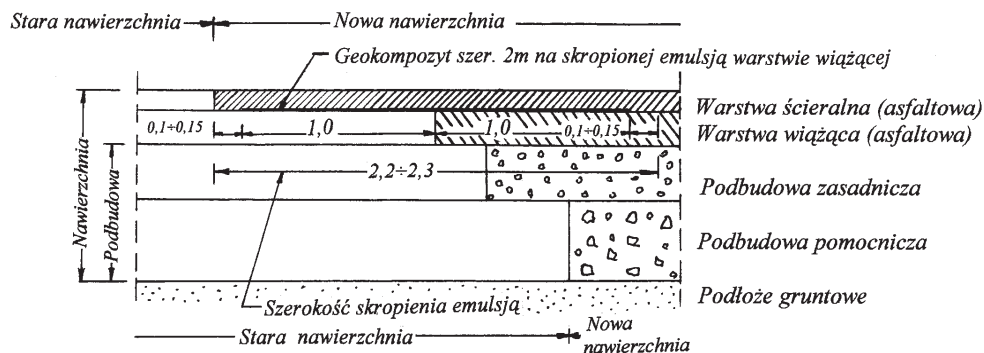 Stara nawierzchnia
Nowa nawierzchnia
Geokompozyt szer. 2m na skropionej emulsją warstwie wiążącej
Warstwa ścieralna (asfaltowa)
0,1÷0,15
1,0
1,0
0,1÷0,15
Warstwa wiążąca (asfaltowa)
Nawierzchnia
Podbudowa
2,2÷2,3
Podbudowa zasadnicza
Podbudowa pomocnicza
Szerokość skropienia emulsją
Podłoże gruntowe
Stara nawierzchnia
Nowa
nawierzchnia